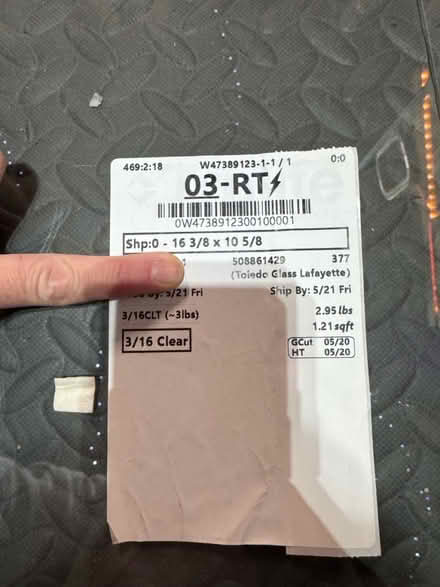 469:2:18 W47389123-1-1 / 1 0:0
03-RT⚡
0W4738912300100001
Shp:0 - 16 3/8 x 10 5/8
508861429 377
(Toledo Glass Lafayette)
By: 5/21 Fri Ship By: 5/21 Fri
3/16CLT (~3lbs) 2.95 lbs
1.21 sqft
3/16 Clear
GCut 05/20
HT 05/20